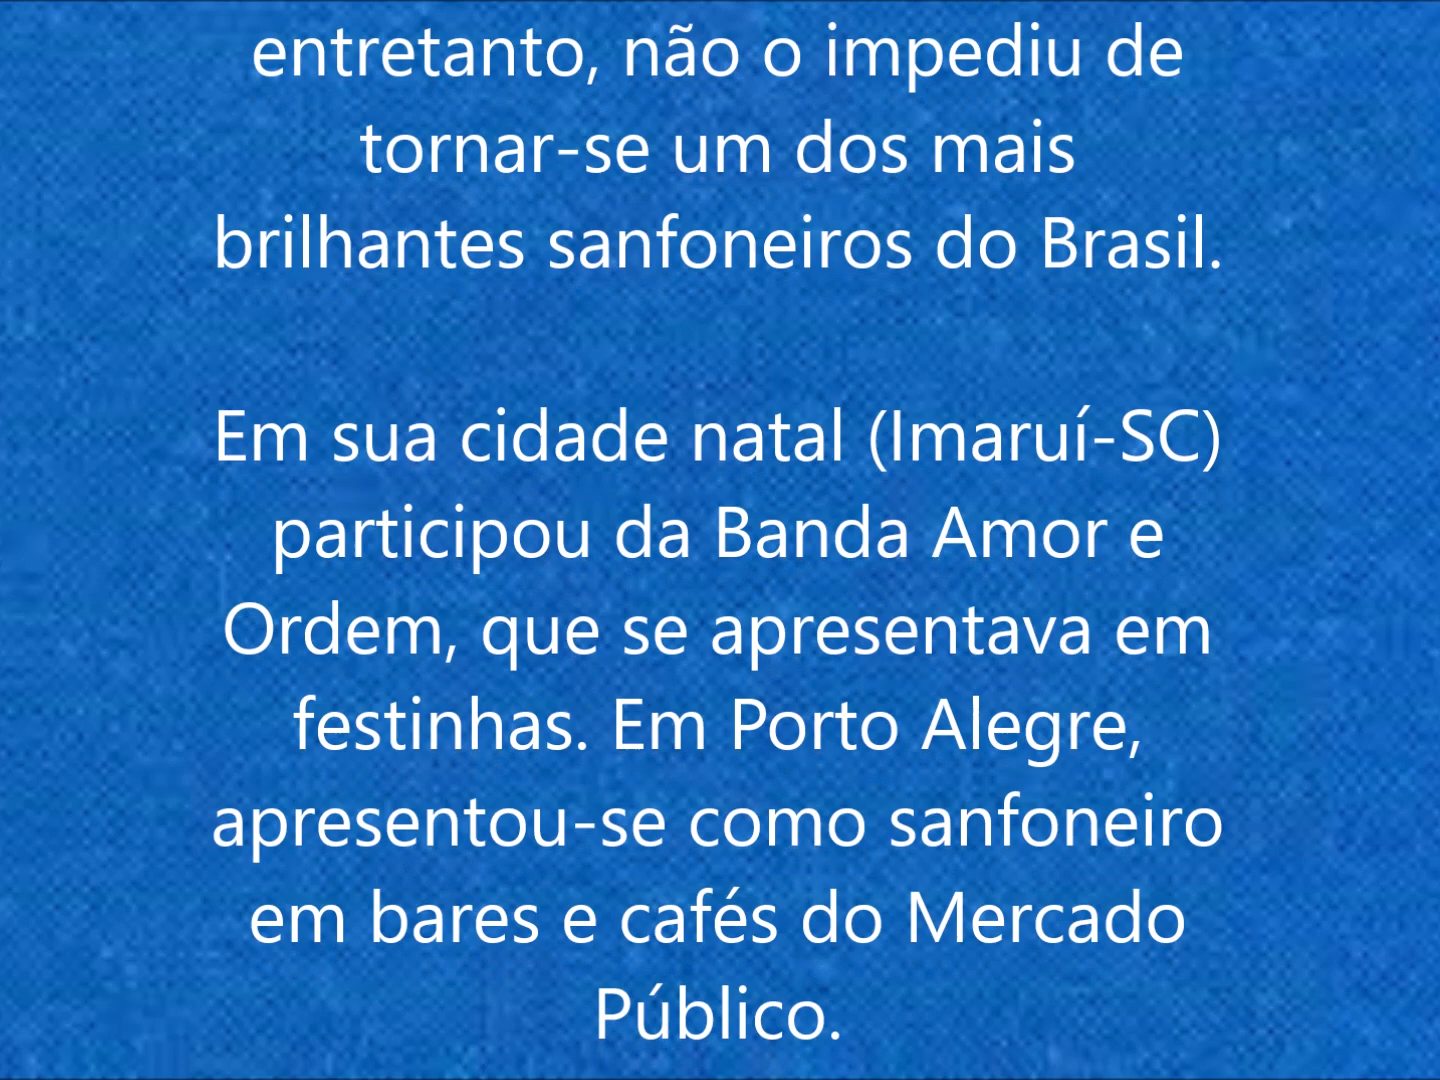 entretanto, não o impediu de
tornar-se um dos mais
brilhantes sanfoneiros do Brasil.
Em sua cidade natal (Imaruí-SC)
participou da Banda Amor e
Ordem, que se apresentava em
festinhas. Em Porto Alegre,
apresentou-se como sanfoneiro
em bares e cafés do Mercado
Público.